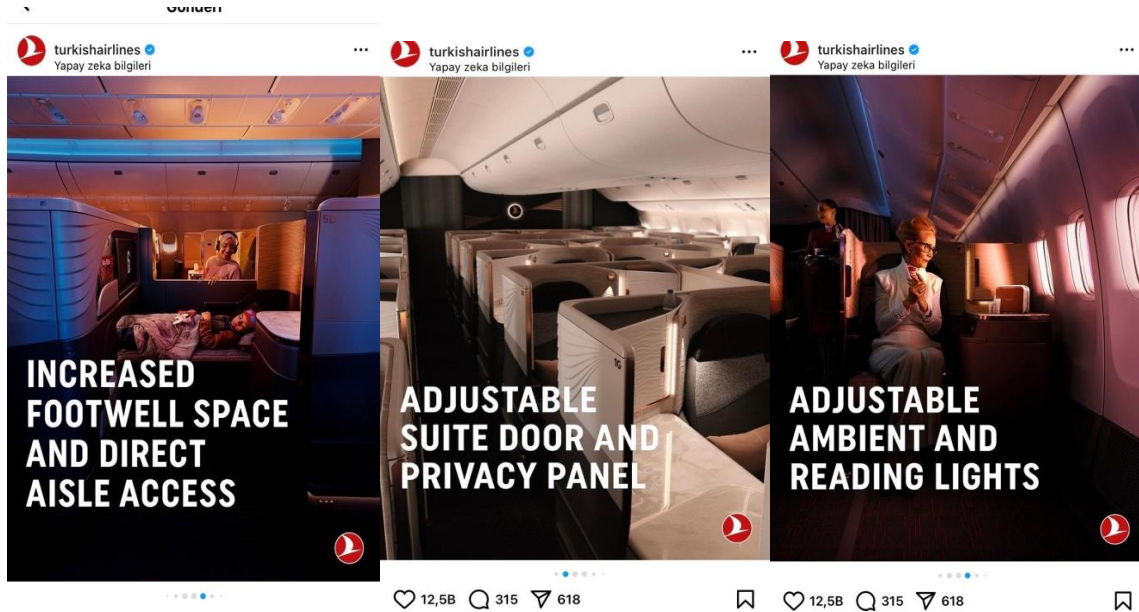 Gönderi
turkishairlines
Yapay zeka bilgileri
INCREASED
FOOTWELL SPACE
AND DIRECT
AISLE ACCESS
turkishairlines
Yapay zeka bilgileri
ADJUSTABLE
SUITE DOOR AND
PRIVACY PANEL
12,5B 315 618
turkishairlines
Yapay zeka bilgileri
ADJUSTABLE
AMBIENT AND
READING LIGHTS
12,5B 315 618